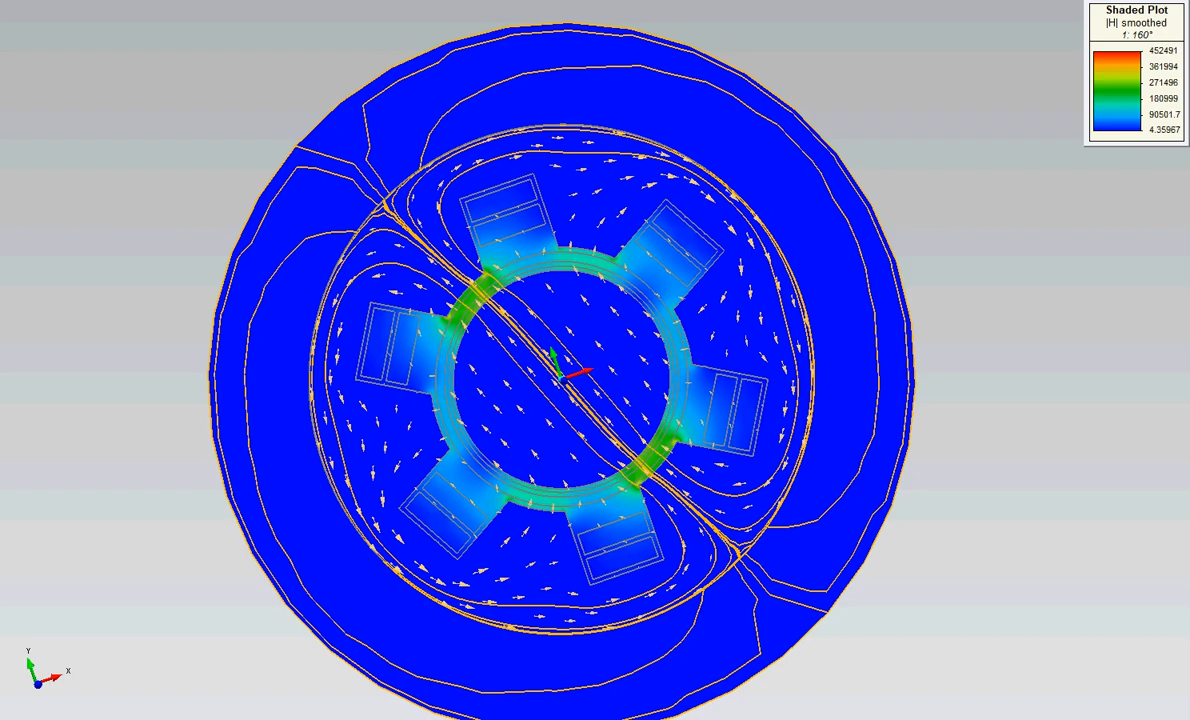 Shaded Plot
|H| smoothed
1: 160°
452491
361994
271496
180999
90501.7
4.35967
Y
X